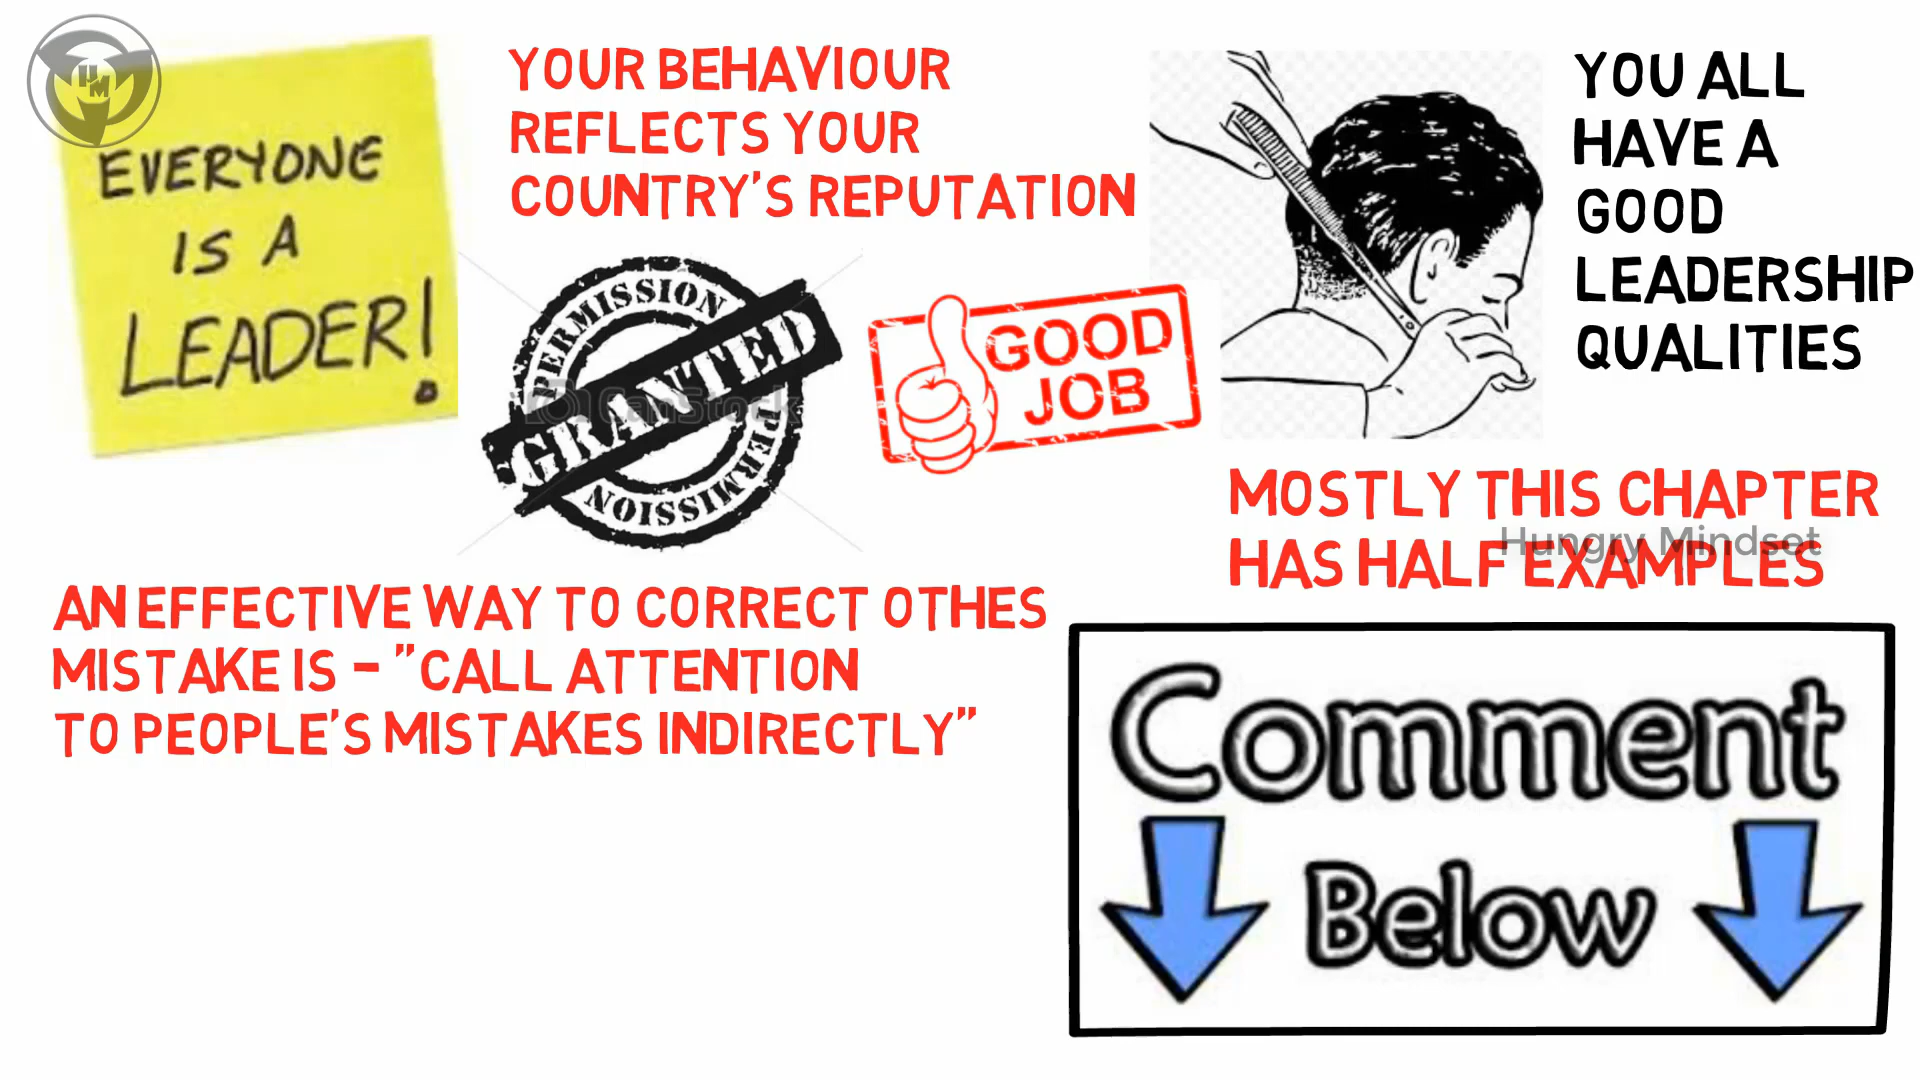 HM
EVERYONE
IS A
LEADER!
YOUR BEHAVIOUR
REFLECTS YOUR
COUNTRY'S REPUTATION
PERMISSION
GRANTED
PERMISSION
CanStock
GOOD
JOB
YOU ALL
HAVE A
GOOD
LEADERSHIP
QUALITIES
MOSTLY THIS CHAPTER
HAS HALF EXAMPLES
Hungry Mindset
AN EFFECTIVE WAY TO CORRECT OTHES
MISTAKE IS - "CALL ATTENTION
TO PEOPLE'S MISTAKES INDIRECTLY"
Comment
Below